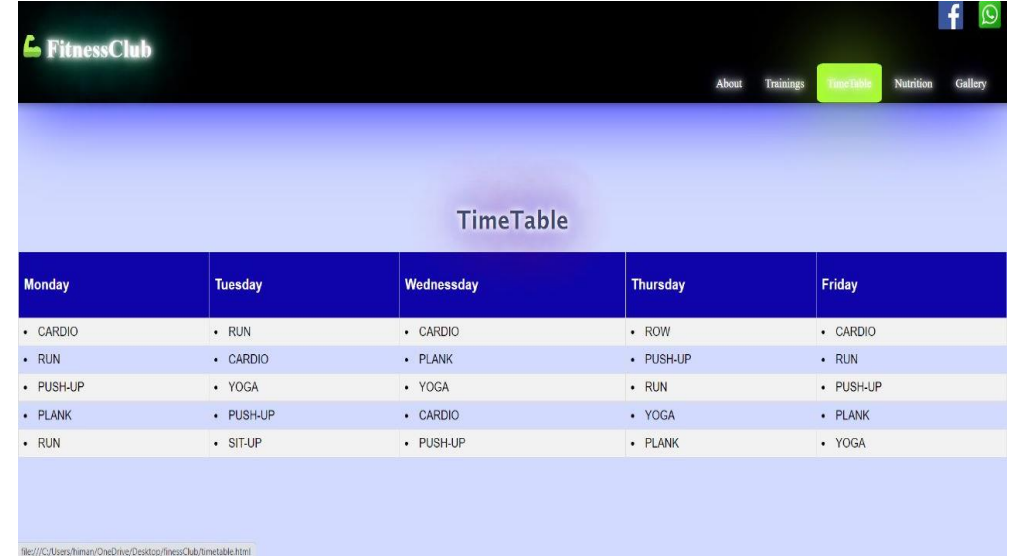 FitnessClub
About Trainings TimeTable Nutrition Gallery
TimeTable
Monday Tuesday Wednessday Thursday Friday
• CARDIO • RUN • CARDIO • ROW • CARDIO
• RUN • CARDIO • PLANK • PUSH-UP • RUN
• PUSH-UP • YOGA • YOGA • RUN • PUSH-UP
• PLANK • PUSH-UP • CARDIO • YOGA • PLANK
• RUN • SIT-UP • PUSH-UP • PLANK • YOGA
file:///C:/Users/himan/OneDrive/Desktop/finessClub/timetable.html